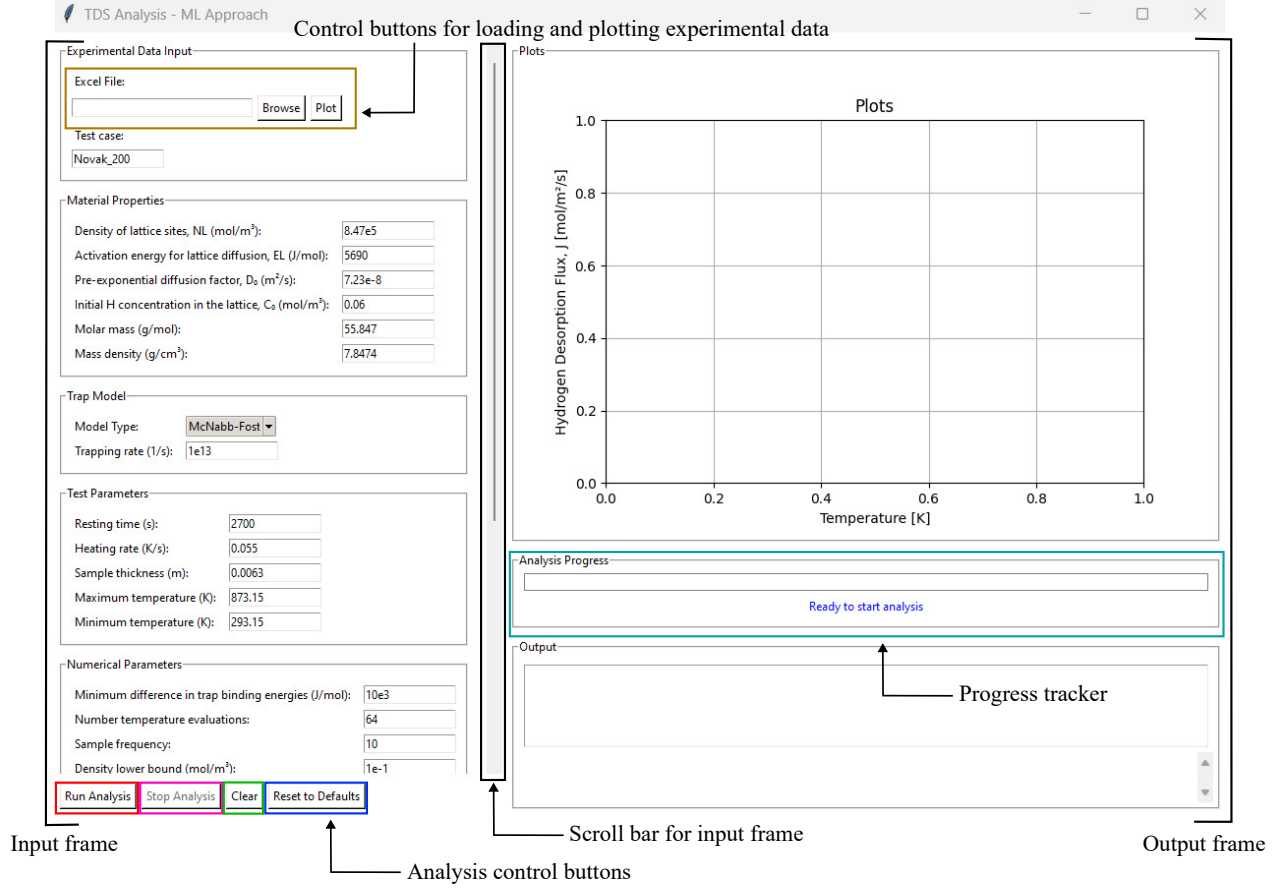 TDS Analysis - ML Approach
Control buttons for loading and plotting experimental data
Experimental Data Input
Excel File:
Browse Plot
Test case:
Novak_200
Material Properties
Density of lattice sites, NL (mol/m³): 8.47e5
Activation energy for lattice diffusion, EL (J/mol): 5690
Pre-exponential diffusion factor, D₀ (m²/s): 7.23e-8
Initial H concentration in the lattice, C₀ (mol/m³): 0.06
Molar mass (g/mol): 55.847
Mass density (g/cm³): 7.8474
Trap Model
Model Type: McNabb-Fost
Trapping rate (1/s): 1e13
Test Parameters
Resting time (s): 2700
Heating rate (K/s): 0.055
Sample thickness (m): 0.0063
Maximum temperature (K): 873.15
Minimum temperature (K): 293.15
Numerical Parameters
Minimum difference in trap binding energies (J/mol): 10e3
Number temperature evaluations: 64
Sample frequency: 10
Density lower bound (mol/m³): 1e-1
Run Analysis Stop Analysis Clear Reset to Defaults
Input frame
Analysis control buttons
Scroll bar for input frame
Plots
Plots
Hydrogen Desorption Flux, J [mol/m²/s]
1.0
0.8
0.6
0.4
0.2
0.0
0.0 0.2 0.4 0.6 0.8 1.0
Temperature [K]
Analysis Progress
Ready to start analysis
Output
Progress tracker
Output frame